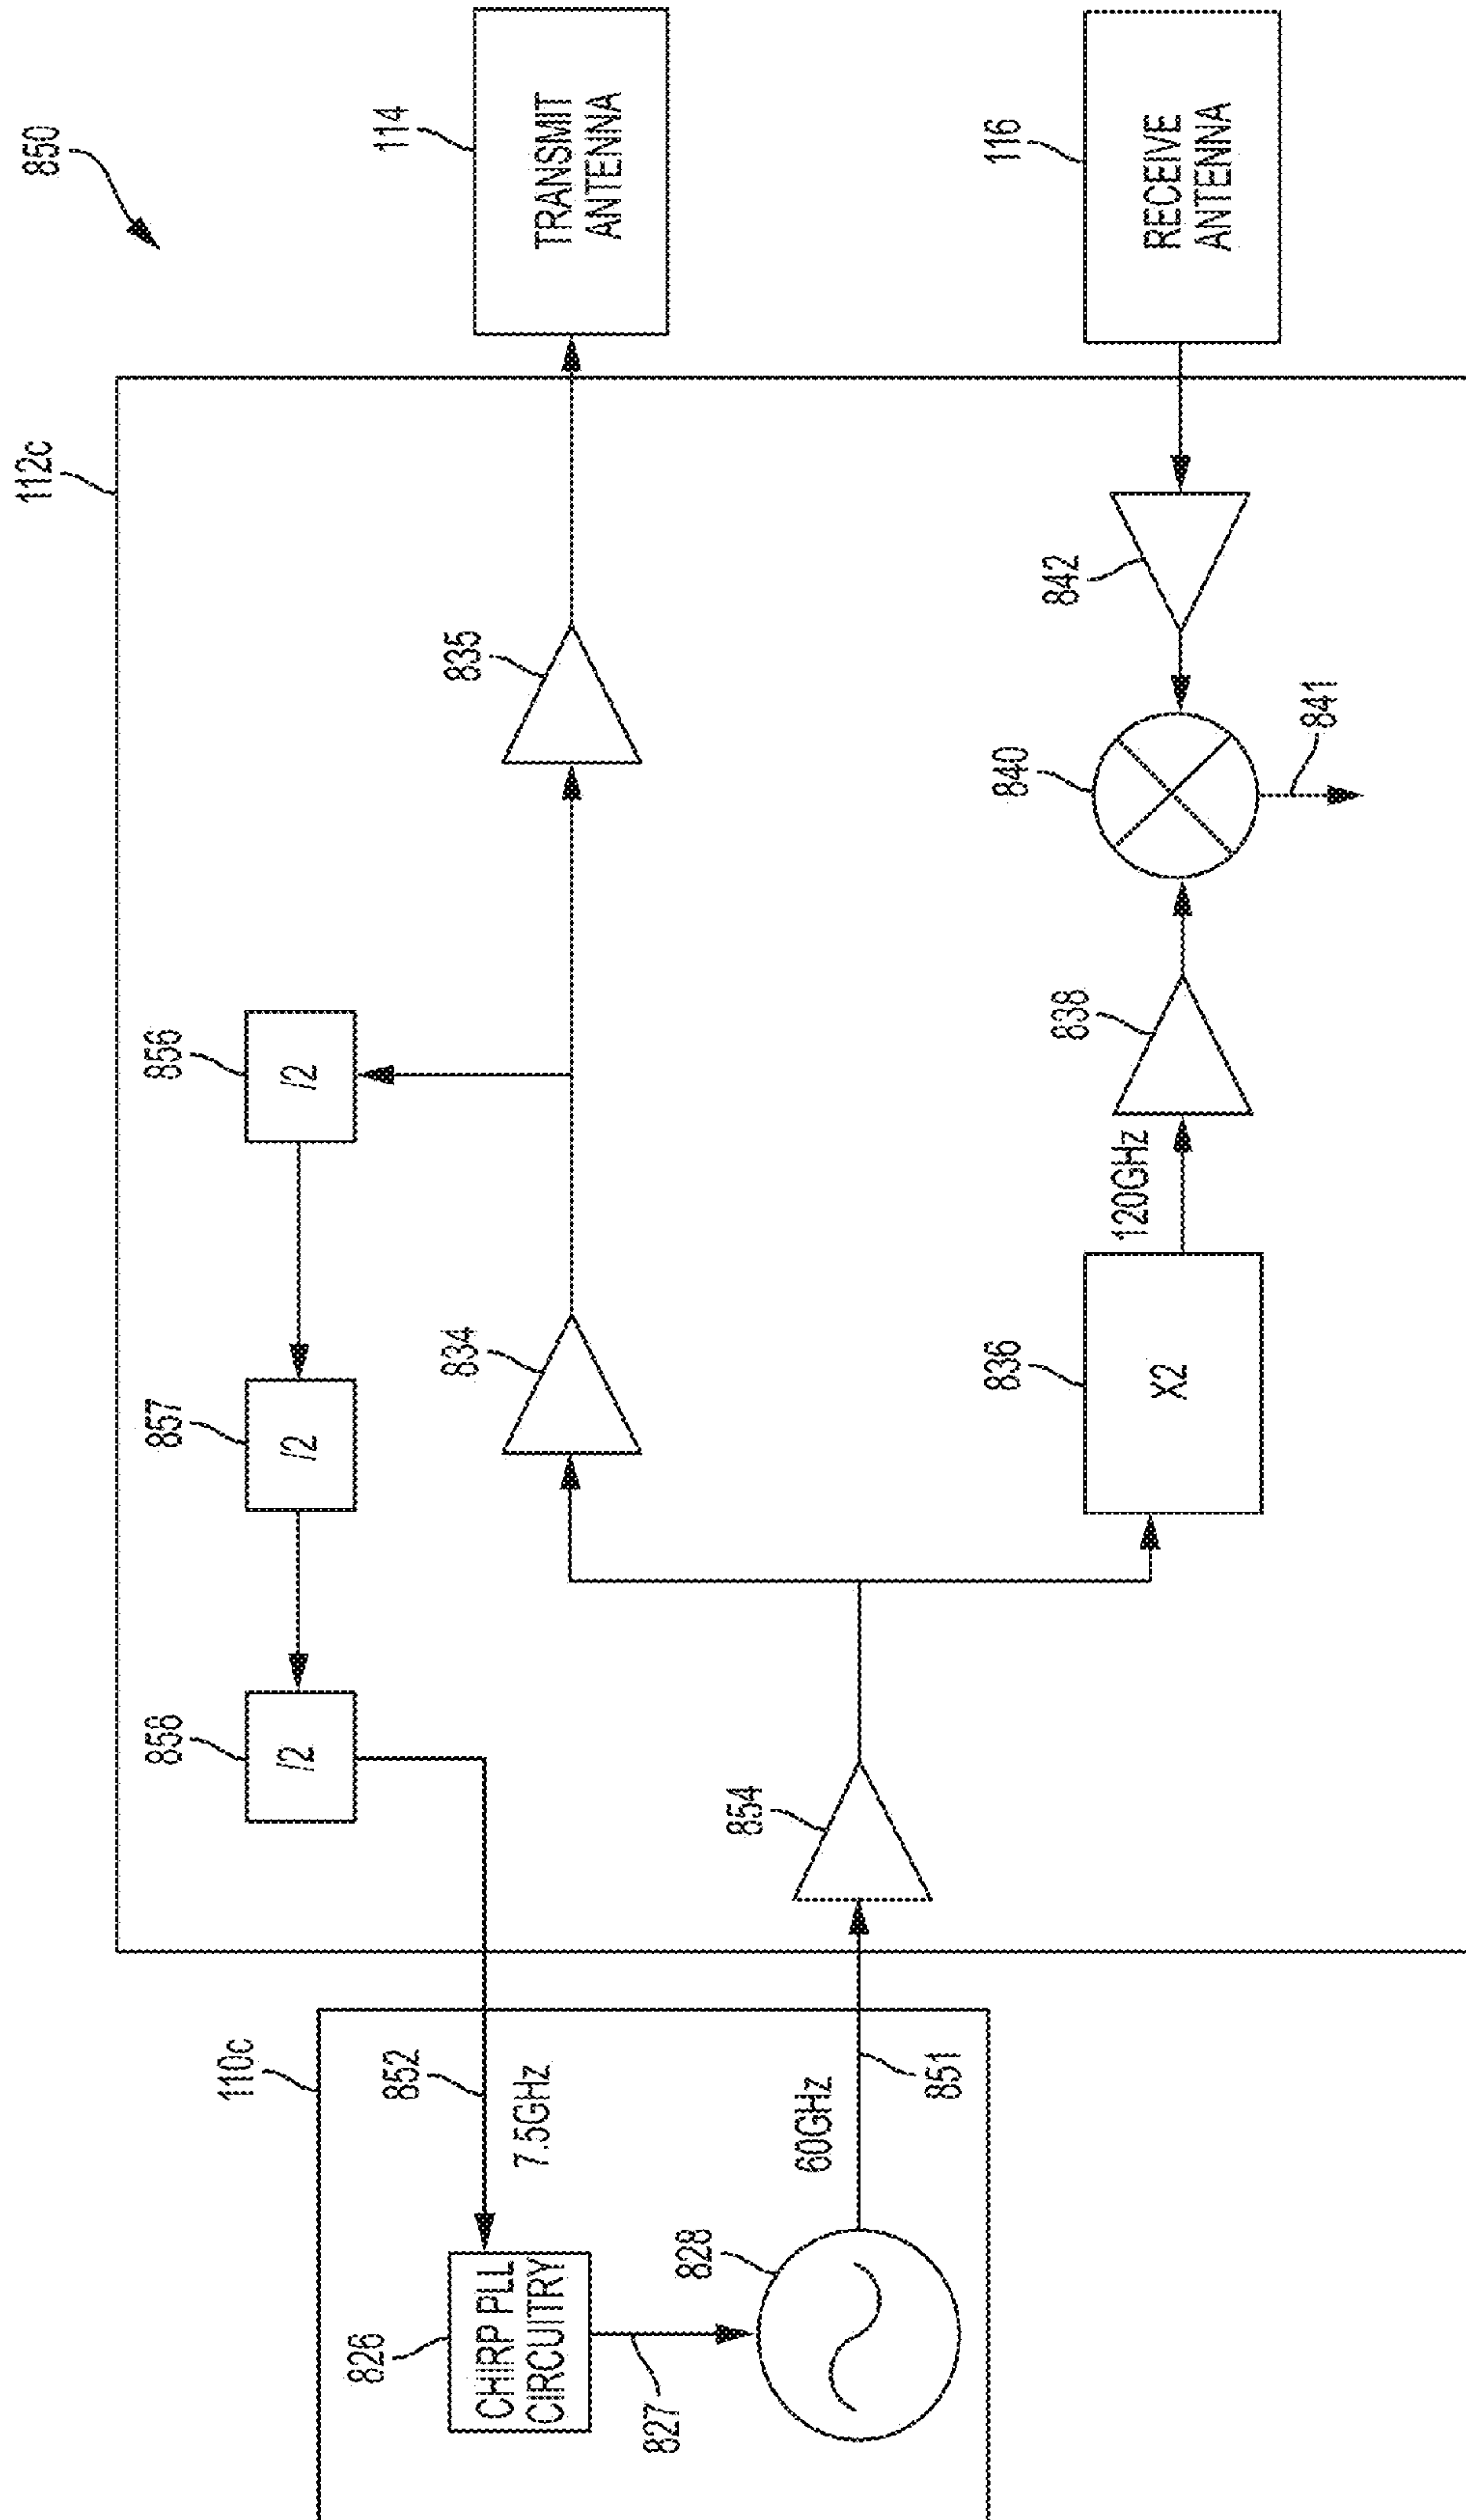 850
112c
114
TRANSMIT
ANTENNA
116
RECEIVE
ANTENNA
856
/2
857
/2
858
/2
834
835
842
840
841
838
120GHz
836
X2
854
110c
852
7.5GHz
60GHz
851
826
CHIRP PLL
CIRCUITRY
827
828